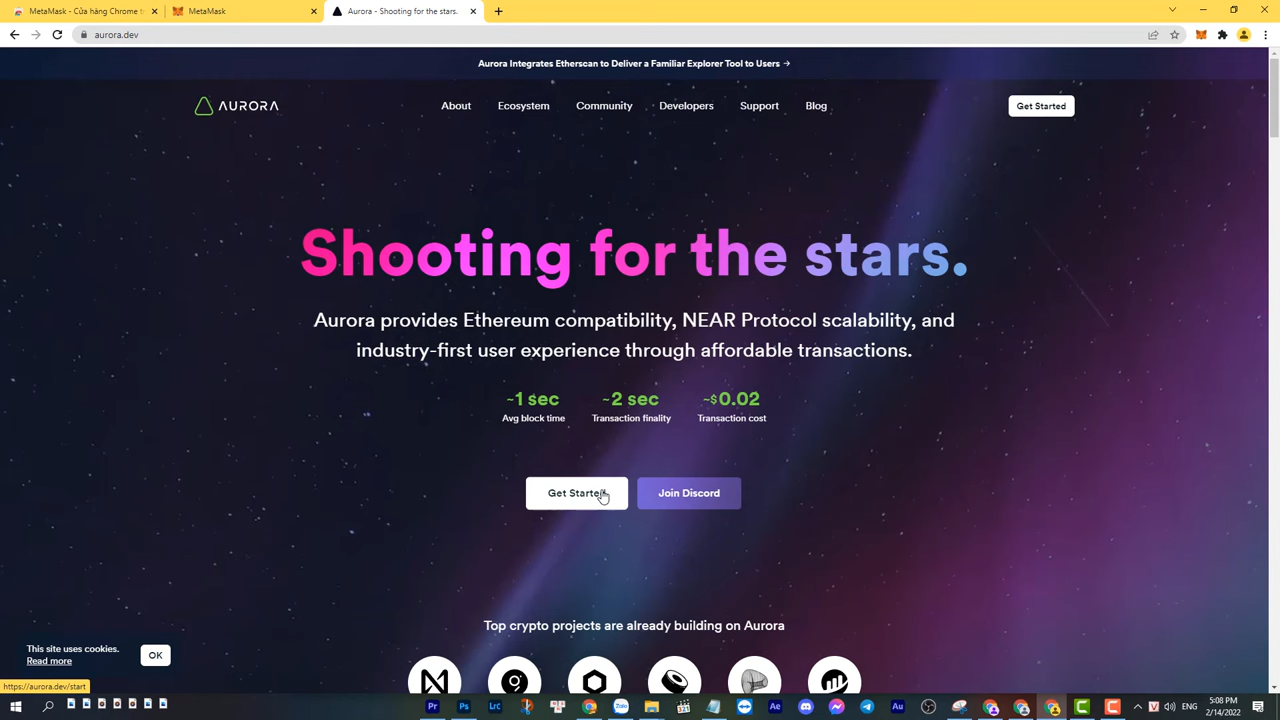 MetaMask - Cửa hàng Chrome t
MetaMask
Aurora - Shooting for the stars.
aurora.dev
Aurora Integrates Etherscan to Deliver a Familiar Explorer Tool to Users →
AURORA
About
Ecosystem
Community
Developers
Support
Blog
Get Started
Shooting for the stars.
Aurora provides Ethereum compatibility, NEAR Protocol scalability, and
industry-first user experience through affordable transactions.
~1 sec
~2 sec
~$0.02
Avg block time
Transaction finality
Transaction cost
Get Started
Join Discord
Top crypto projects are already building on Aurora
This site uses cookies.
Read more
OK
https://aurora.dev/start
Pr
Ps
Lrc
Zalo
321
Ae
Au
V
ENG
5:08 PM
2/14/2022